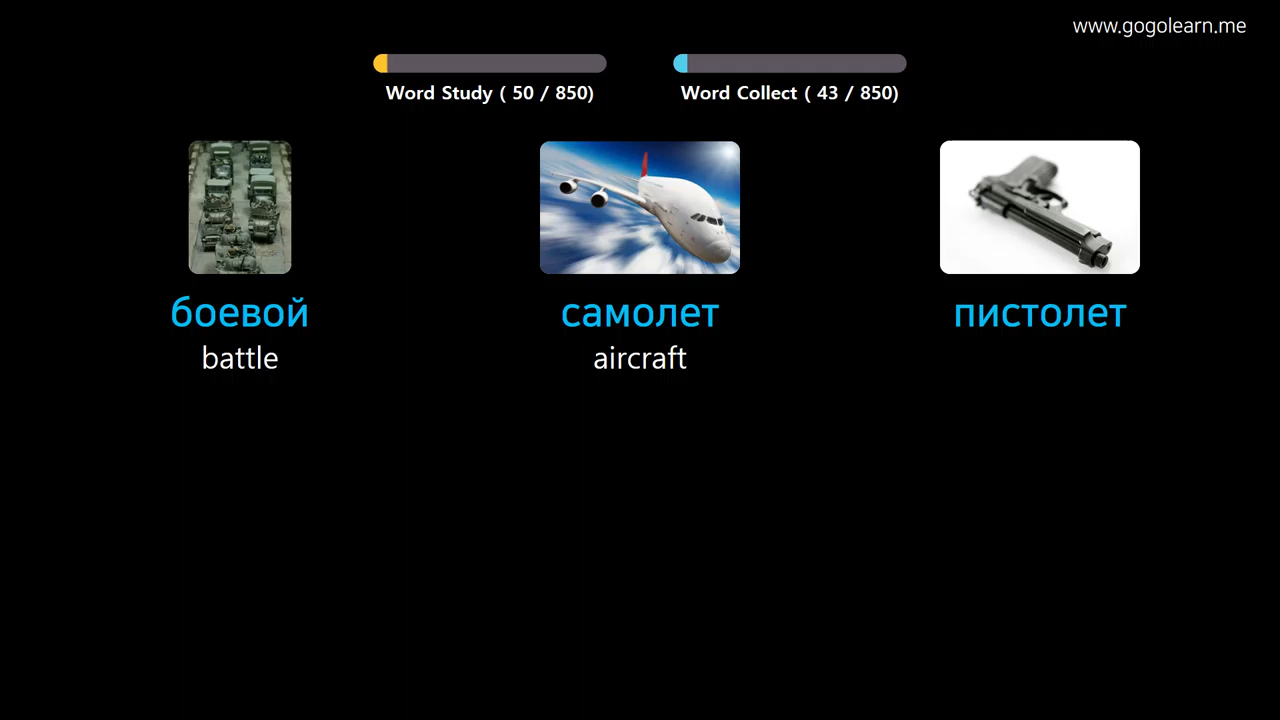 www.gogolearn.me
Word Study ( 50 / 850)
Word Collect ( 43 / 850)
боевой
battle
самолет
aircraft
пистолет